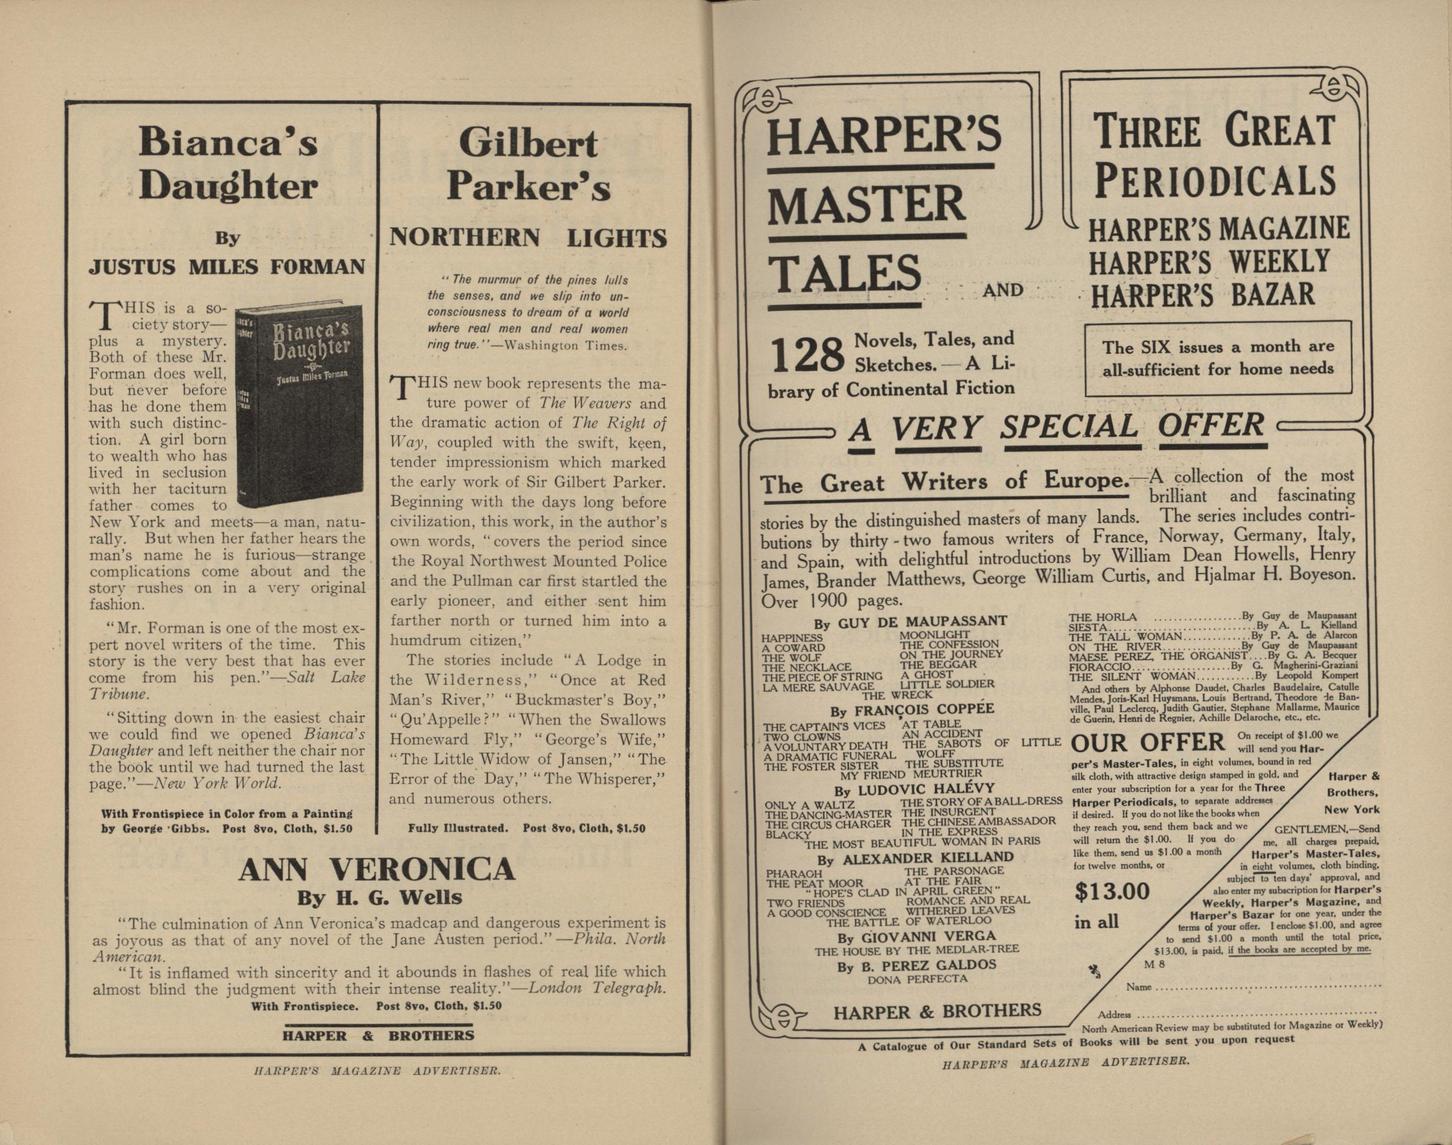 Bianca's
Daughter
By
JUSTUS MILES FORMAN
THIS is a so-
ciety story—
plus a mystery.
Both of these Mr.
Forman does well,
but never before
has he done them
with such distinc-
tion. A girl born
to wealth who has
lived in seclusion
with her taciturn
father comes to
New York and meets—a man, natu-
rally. But when her father hears the
man's name he is furious—strange
complications come about and the
story rushes on in a very original
fashion.
"Mr. Forman is one of the most ex-
pert novel writers of the time. This
story is the very best that has ever
come from his pen."—Salt Lake
Tribune.
"Sitting down in the easiest chair
we could find we opened Bianca's
Daughter and left neither the chair nor
the book until we had turned the last
page."—New York World.
With Frontispiece in Color from a Painting
by George Gibbs. Post 8vo, Cloth, $1.50
Bianca's
Daughter
Justus Miles Forman
Gilbert
Parker's
NORTHERN LIGHTS
"The murmur of the pines lulls
the senses, and we slip into un-
consciousness to dream of a world
where real men and real women
ring true."—Washington Times.
THIS new book represents the ma-
ture power of The Weavers and
the dramatic action of The Right of
Way, coupled with the swift, keen,
tender impressionism which marked
the early work of Sir Gilbert Parker.
Beginning with the days long before
civilization, this work, in the author's
own words, "covers the period since
the Royal Northwest Mounted Police
and the Pullman car first startled the
early pioneer, and either sent him
farther north or turned him into a
humdrum citizen,"
The stories include "A Lodge in
the Wilderness," "Once at Red
Man's River," "Buckmaster's Boy,"
"Qu'Appelle?" "When the Swallows
Homeward Fly," "George's Wife,"
"The Little Widow of Jansen," "The
Error of the Day," "The Whisperer,"
and numerous others.
Fully Illustrated. Post 8vo, Cloth, $1.50
ANN VERONICA
By H. G. Wells
"The culmination of Ann Veronica's madcap and dangerous experiment is
as joyous as that of any novel of the Jane Austen period."—Phila. North
American.
"It is inflamed with sincerity and it abounds in flashes of real life which
almost blind the judgment with their intense reality."—London Telegraph.
With Frontispiece. Post 8vo, Cloth, $1.50
HARPER & BROTHERS
HARPER'S MAGAZINE ADVERTISER.
HARPER'S
MASTER
TALES AND
128 Novels, Tales, and
Sketches.—A Li-
brary of Continental Fiction
THREE GREAT
PERIODICALS
HARPER'S MAGAZINE
HARPER'S WEEKLY
HARPER'S BAZAR
The SIX issues a month are
all-sufficient for home needs
A VERY SPECIAL OFFER
The Great Writers of Europe.—A collection of the most
brilliant and fascinating
stories by the distinguished masters of many lands. The series includes contri-
butions by thirty-two famous writers of France, Norway, Germany, Italy,
and Spain, with delightful introductions by William Dean Howells, Henry
James, Brander Matthews, George William Curtis, and Hjalmar H. Boyeson.
Over 1900 pages.
By GUY DE MAUPASSANT
HAPPINESS MOONLIGHT
A COWARD THE CONFESSION
THE WOLF ON THE JOURNEY
THE NECKLACE THE BEGGAR
THE PIECE OF STRING A GHOST
LA MERE SAUVAGE LITTLE SOLDIER
THE WRECK
By FRANÇOIS COPPÉE
THE CAPTAIN'S VICES AT TABLE
TWO CLOWNS AN ACCIDENT
A VOLUNTARY DEATH THE SABOTS OF LITTLE
A DRAMATIC FUNERAL WOLFF
THE FOSTER SISTER THE SUBSTITUTE
MY FRIEND MEURTRIER
By LUDOVIC HALÉVY
ONLY A WALTZ THE STORY OF A BALL-DRESS
THE DANCING-MASTER THE INSURGENT
THE CIRCUS CHARGER THE CHINESE AMBASSADOR
BLACKY IN THE EXPRESS
THE MOST BEAUTIFUL WOMAN IN PARIS
By ALEXANDER KIELLAND
PHARAOH THE PARSONAGE
THE PEAT MOOR AT THE FAIR
"HOPE'S CLAD IN APRIL GREEN"
TWO FRIENDS ROMANCE AND REAL
A GOOD CONSCIENCE WITHERED LEAVES
THE BATTLE OF WATERLOO
By GIOVANNI VERGA
THE HOUSE BY THE MEDLAR-TREE
By B. PEREZ GALDOS
DONA PERFECTA
HARPER & BROTHERS
THE HORLA ..................By Guy de Maupassant
SIESTA..............................By A. L. Kielland
THE TALL WOMAN.............By P. A. de Alarcon
ON THE RIVER................By Guy de Maupassant
MAESE PEREZ, THE ORGANIST....By G. A. Becquer
FIORACCIO....................By G. Magherini-Graziani
THE SILENT WOMAN...........By Leopold Kompert
And others by Alphonse Daudet, Charles Baudelaire, Catulle
Mendes, Joris-Karl Huysmans, Louis Bertrand, Theodore de Ban-
ville, Paul Leclercq, Judith Gautier, Stephane Mallarme, Maurice
de Guerin, Henri de Regnier, Achille Delaroche, etc., etc.
OUR OFFER On receipt of $1.00 we
will send you Har-
per's Master-Tales, in eight volumes, bound in red
silk cloth, with attractive design stamped in gold, and
enter your subscription for a year for the Three
Harper Periodicals, to separate addresses
if desired. If you do not like the books when
they reach you, send them back and we
will return the $1.00. If you do
like them, send us $1.00 a month
for twelve months, or
$13.00
in all
Harper &
Brothers,
New York
GENTLEMEN,—Send
me, all charges prepaid,
Harper's Master-Tales,
in eight volumes, cloth binding,
subject to ten days' approval, and
also enter my subscription for Harper's
Weekly, Harper's Magazine, and
Harper's Bazar for one year, under the
terms of your offer. I enclose $1.00, and agree
to send $1.00 a month until the total price,
$13.00, is paid, if the books are accepted by me.
M 8
Name ..............................................
Address ..............................................
North American Review may be substituted for Magazine or Weekly)
A Catalogue of Our Standard Sets of Books will be sent you upon request
HARPER'S MAGAZINE ADVERTISER.